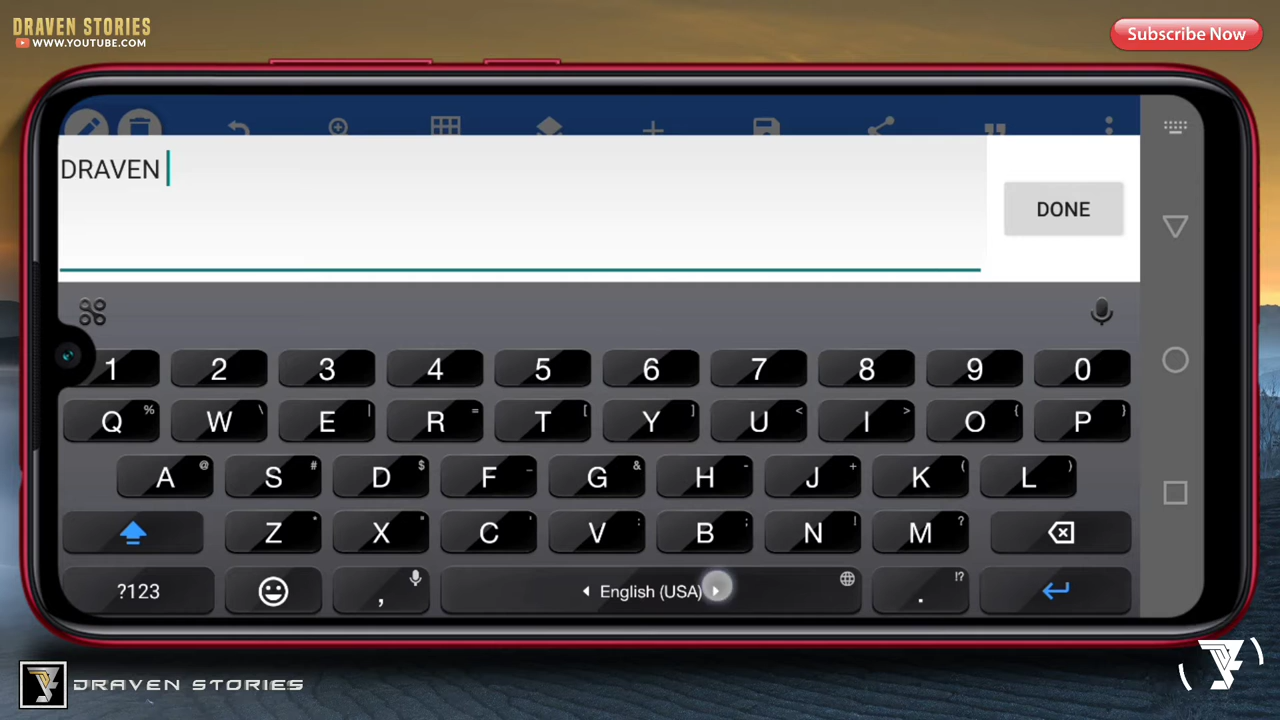 DRAVEN STORIES
WWW.YOUTUBE.COM
Subscribe Now
DRAVEN
DONE
1 2 3 4 5 6 7 8 9 0
Q % W \ E | R = T [ Y ] U < I > O { P }
A @ S # D $ F _ G & H - J + K ( L )
Z * X " C ' V : B ; N ! M ?
?123 , English (USA) . !?
DRAVEN STORIES